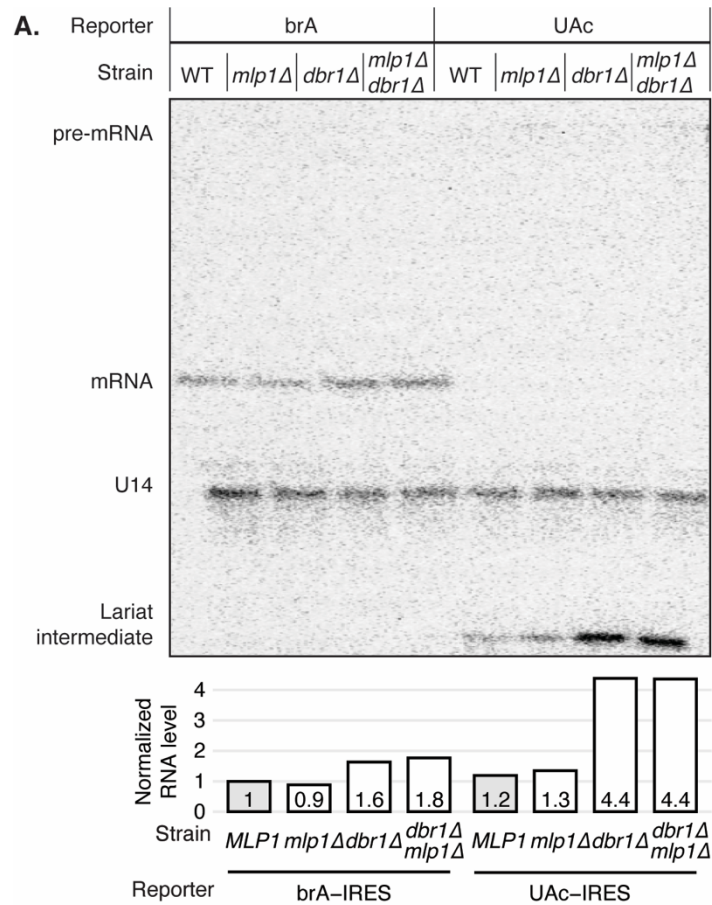 A.
Reporter brA UAc
Strain WT mlp1Δ dbr1Δ mlp1Δ dbr1Δ WT mlp1Δ dbr1Δ mlp1Δ dbr1Δ
pre-mRNA
mRNA
U14
Lariat
intermediate
Normalized
RNA level
4
3
2
1
0
1 0.9 1.6 1.8 1.2 1.3 4.4 4.4
Strain MLP1 mlp1Δ dbr1Δ dbr1Δ mlp1Δ MLP1 mlp1Δ dbr1Δ dbr1Δ mlp1Δ
Reporter brA–IRES UAc–IRES